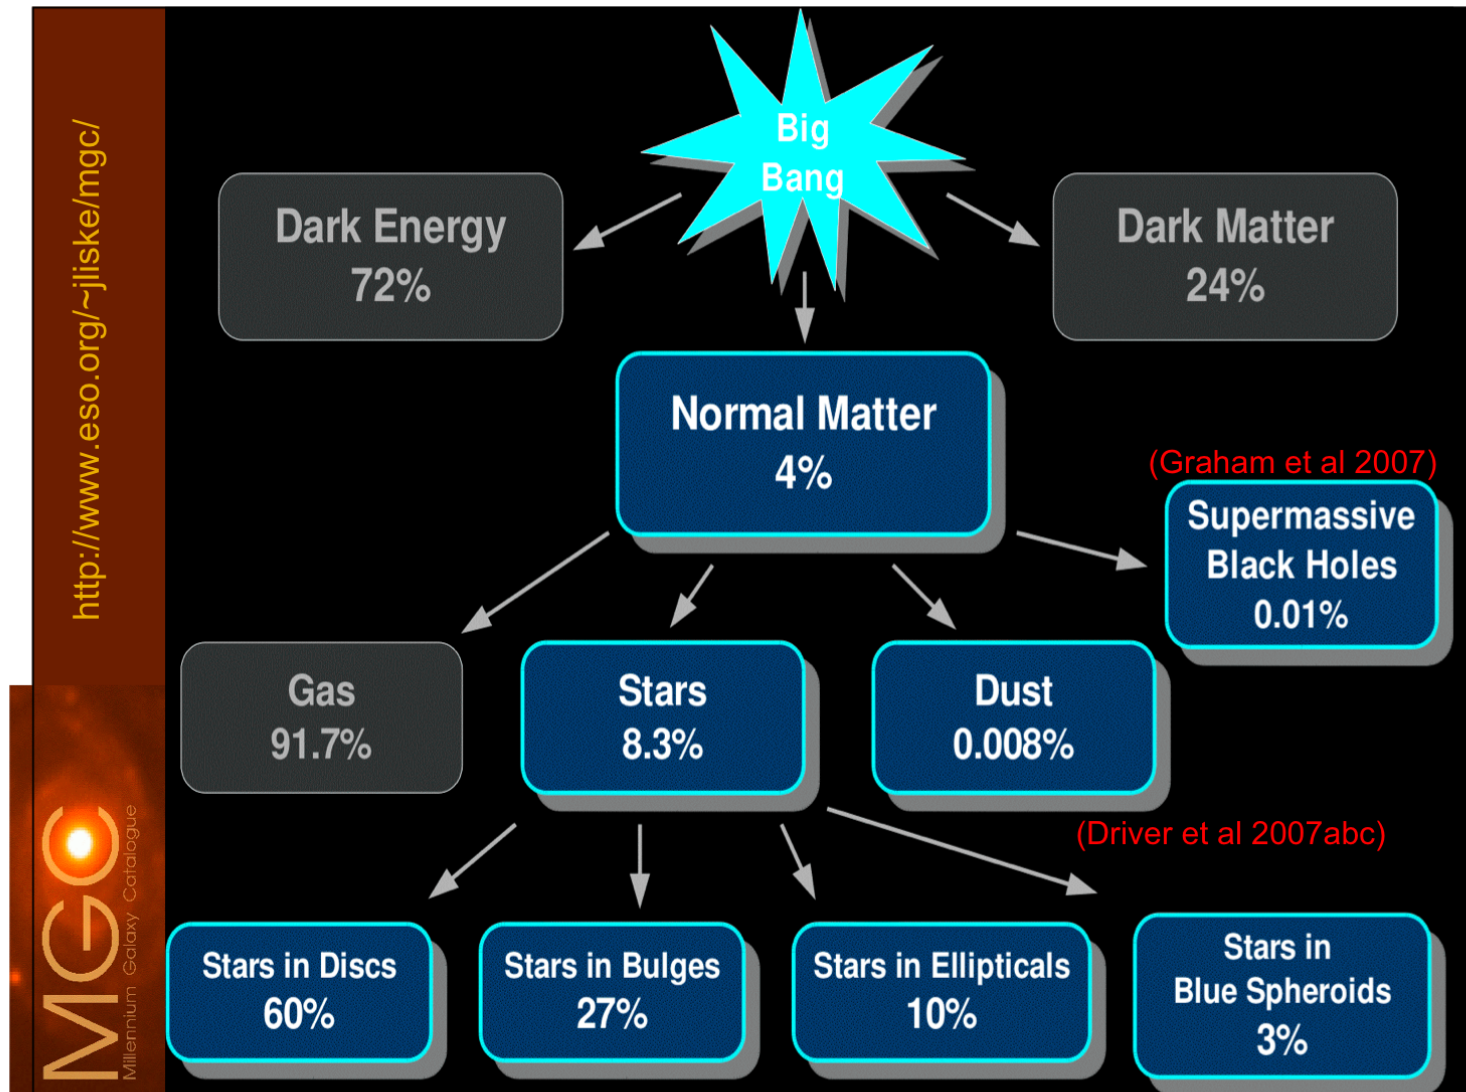 http://www.eso.org/~jliske/mgc/
Big
Bang
Dark Energy
72%
Dark Matter
24%
Normal Matter
4%
(Graham et al 2007)
Supermassive
Black Holes
0.01%
Gas
91.7%
Stars
8.3%
Dust
0.008%
(Driver et al 2007abc)
Stars in Discs
60%
Stars in Bulges
27%
Stars in Ellipticals
10%
Stars in
Blue Spheroids
3%
MGC
Millennium Galaxy Catalogue